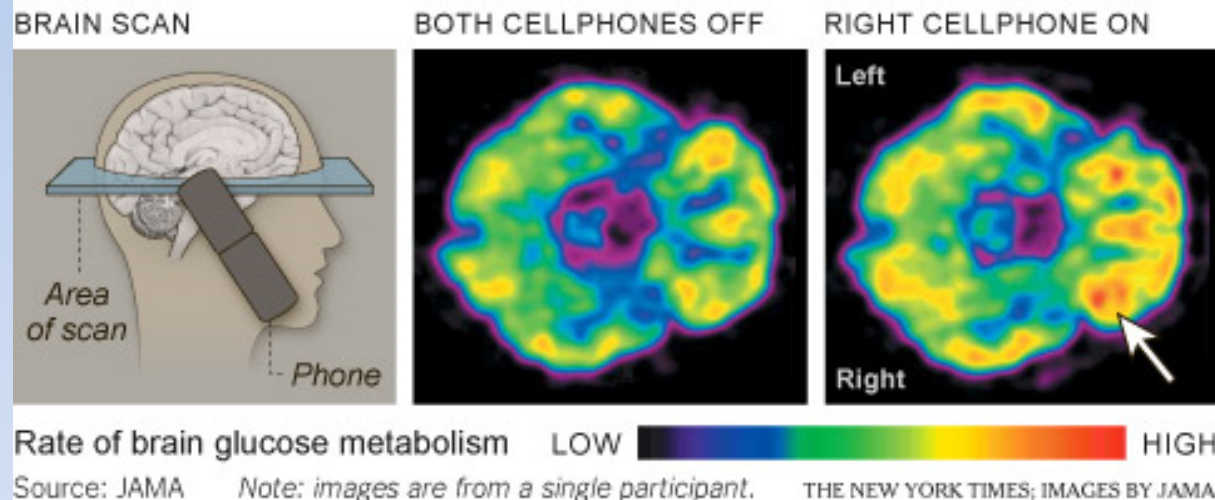 BRAIN SCAN
Area
of scan
Phone
BOTH CELLPHONES OFF
RIGHT CELLPHONE ON
Left
Right
Rate of brain glucose metabolism LOW HIGH
Source: JAMA Note: images are from a single participant. THE NEW YORK TIMES; IMAGES BY JAMA